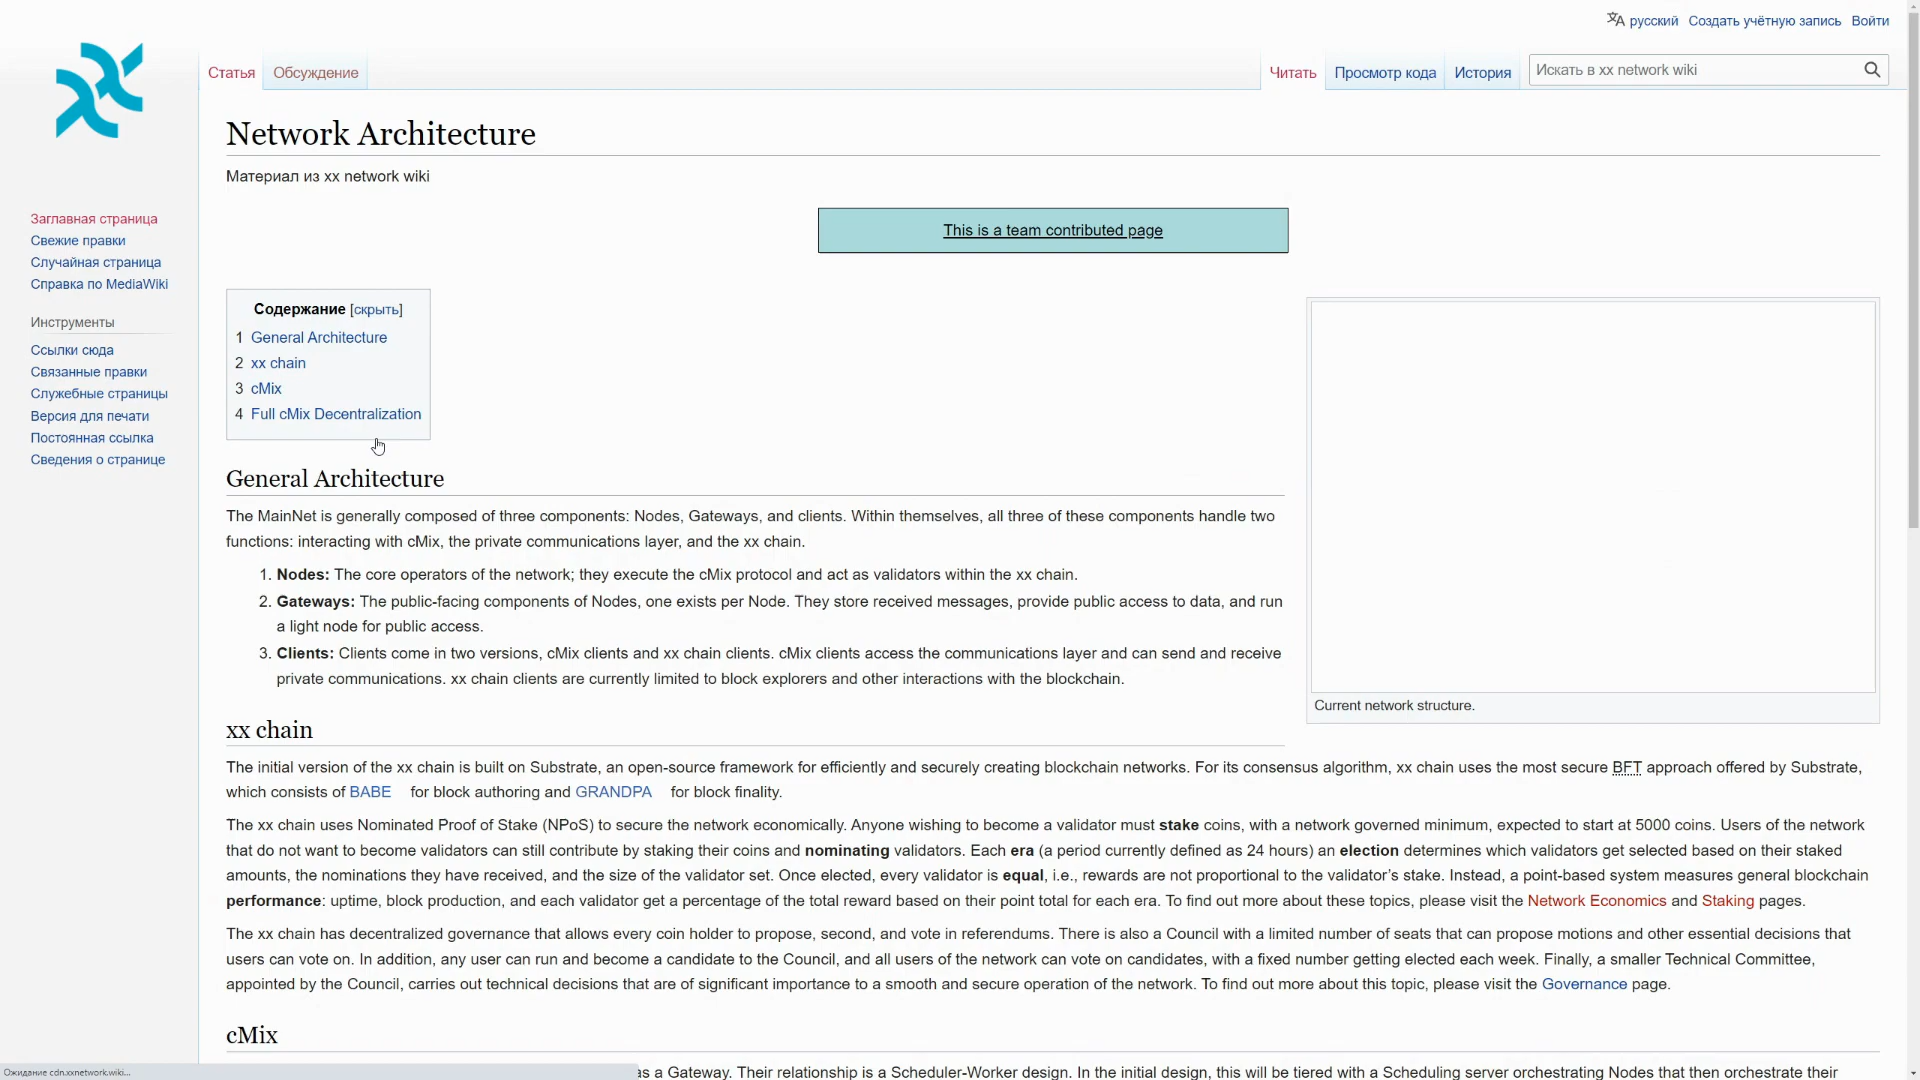 русский Создать учётную запись Войти
Статья Обсуждение Читать Просмотр кода История Искать в xx network wiki
Network Architecture
Материал из xx network wiki
This is a team contributed page
Заглавная страница
Свежие правки
Случайная страница
Справка по MediaWiki
Инструменты
Ссылки сюда
Связанные правки
Служебные страницы
Версия для печати
Постоянная ссылка
Сведения о странице
Содержание [скрыть]
1 General Architecture
2 xx chain
3 cMix
4 Full cMix Decentralization
Current network structure.
General Architecture
The MainNet is generally composed of three components: Nodes, Gateways, and clients. Within themselves, all three of these components handle two
functions: interacting with cMix, the private communications layer, and the xx chain.
1. Nodes: The core operators of the network; they execute the cMix protocol and act as validators within the xx chain.
2. Gateways: The public-facing components of Nodes, one exists per Node. They store received messages, provide public access to data, and run
a light node for public access.
3. Clients: Clients come in two versions, cMix clients and xx chain clients. cMix clients access the communications layer and can send and receive
private communications. xx chain clients are currently limited to block explorers and other interactions with the blockchain.
xx chain
The initial version of the xx chain is built on Substrate, an open-source framework for efficiently and securely creating blockchain networks. For its consensus algorithm, xx chain uses the most secure BFT approach offered by Substrate,
which consists of BABE for block authoring and GRANDPA for block finality.
The xx chain uses Nominated Proof of Stake (NPoS) to secure the network economically. Anyone wishing to become a validator must stake coins, with a network governed minimum, expected to start at 5000 coins. Users of the network
that do not want to become validators can still contribute by staking their coins and nominating validators. Each era (a period currently defined as 24 hours) an election determines which validators get selected based on their staked
amounts, the nominations they have received, and the size of the validator set. Once elected, every validator is equal, i.e., rewards are not proportional to the validator's stake. Instead, a point-based system measures general blockchain
performance: uptime, block production, and each validator get a percentage of the total reward based on their point total for each era. To find out more about these topics, please visit the Network Economics and Staking pages.
The xx chain has decentralized governance that allows every coin holder to propose, second, and vote in referendums. There is also a Council with a limited number of seats that can propose motions and other essential decisions that
users can vote on. In addition, any user can run and become a candidate to the Council, and all users of the network can vote on candidates, with a fixed number getting elected each week. Finally, a smaller Technical Committee,
appointed by the Council, carries out technical decisions that are of significant importance to a smooth and secure operation of the network. To find out more about this topic, please visit the Governance page.
cMix
as a Gateway. Their relationship is a Scheduler-Worker design. In the initial design, this will be tiered with a Scheduling server orchestrating Nodes that then orchestrate their
Ожидание cdn.xxnetwork.wiki...